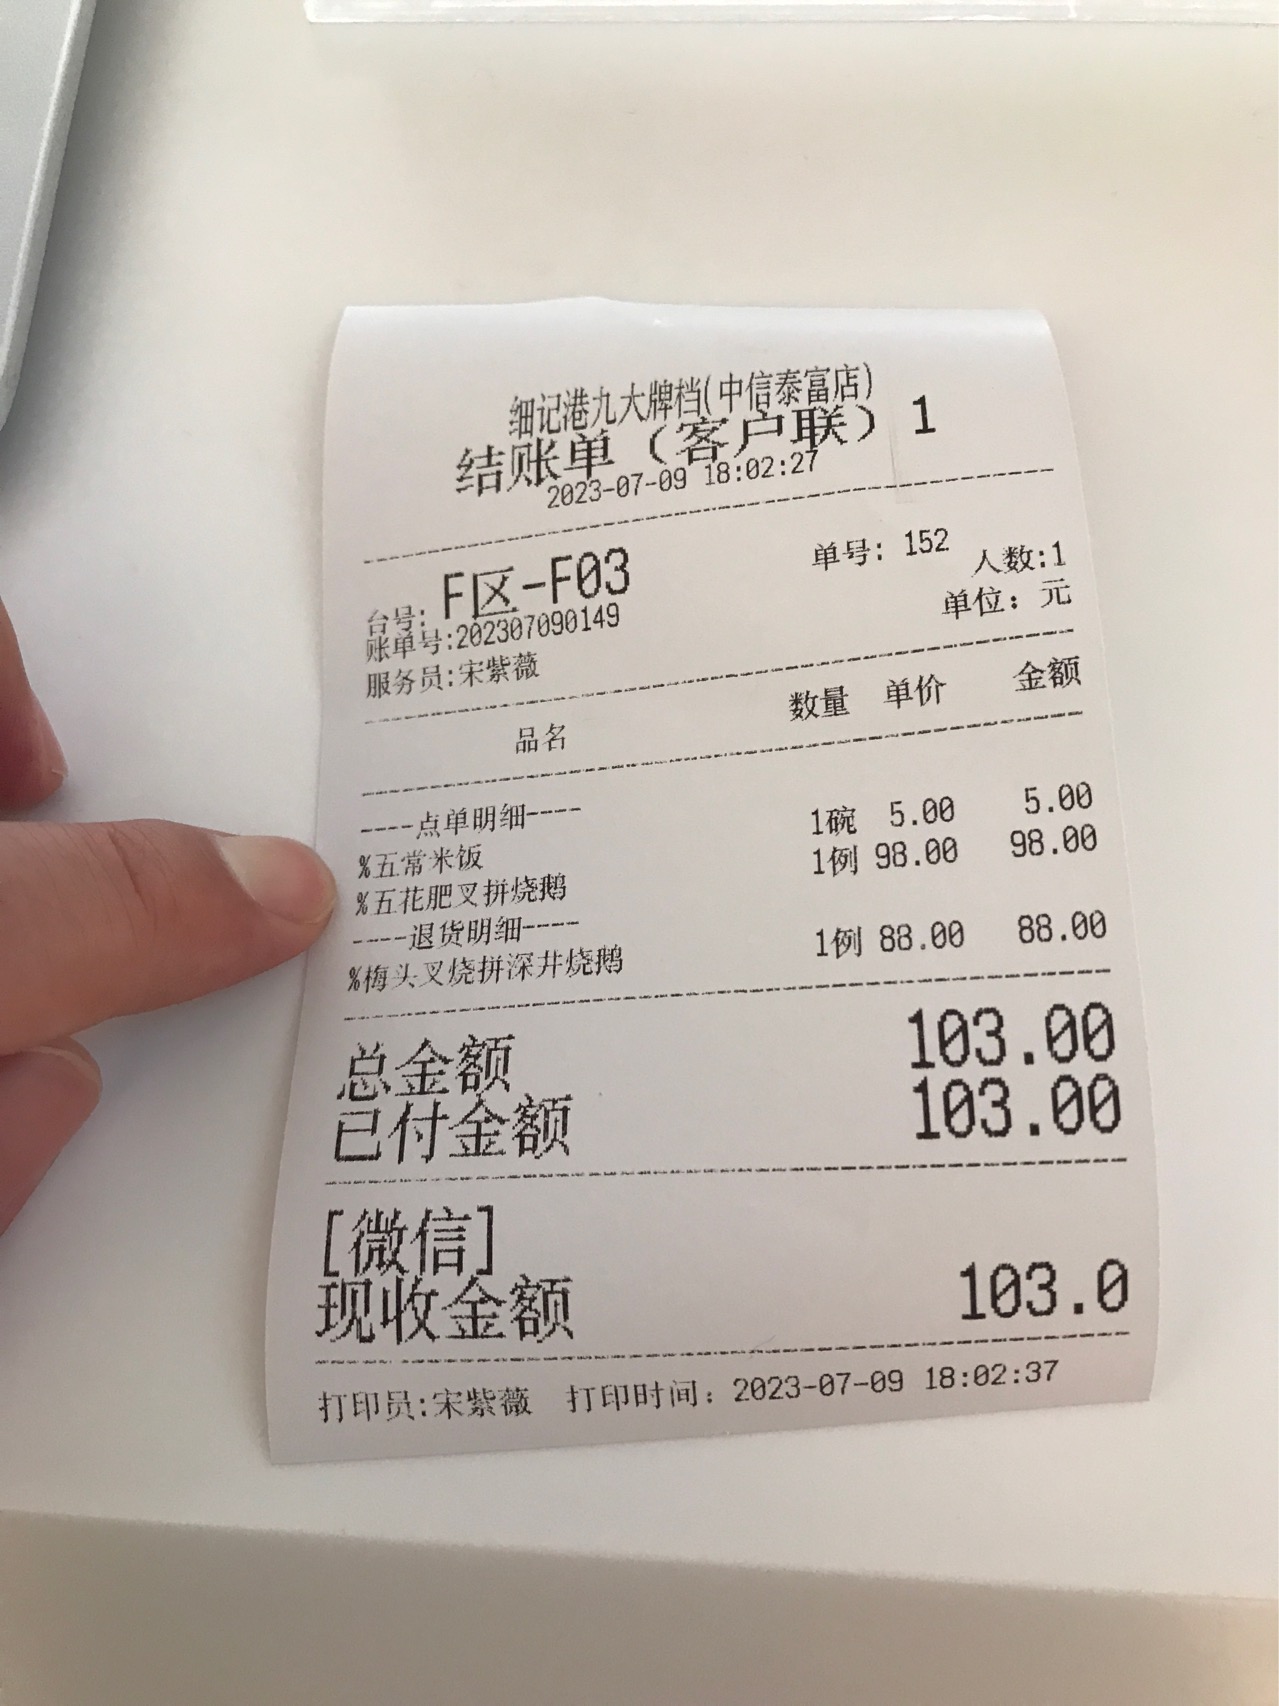 细记港九大牌档(中信泰富店)
结账单（客户联）1
2023-07-09 18:02:27
台号: F区-F03 单号: 152
账单号:202307090149 人数:1
服务员:宋紫薇 单位: 元
品名 数量 单价 金额
----点单明细----
%五常米饭 1碗 5.00 5.00
%五花肥叉拼烧鹅 1例 98.00 98.00
----退货明细----
%梅头叉烧拼深井烧鹅 1例 88.00 88.00
总金额 103.00
已付金额 103.00
[微信]
现收金额 103.0
打印员:宋紫薇 打印时间: 2023-07-09 18:02:37